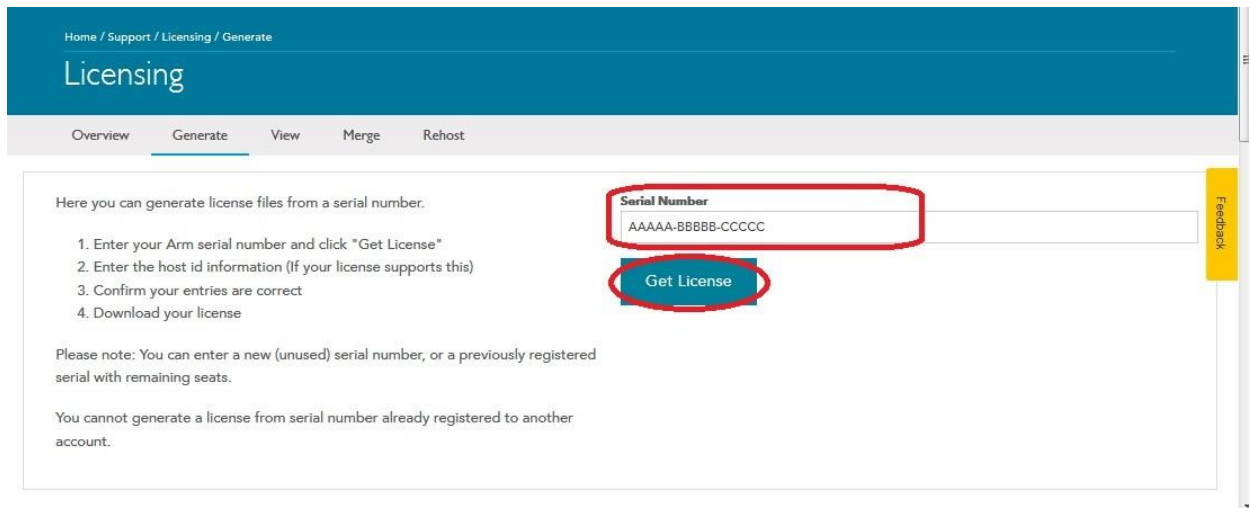 Home / Support / Licensing / Generate
Licensing
Overview Generate View Merge Rehost
Here you can generate license files from a serial number.
1. Enter your Arm serial number and click "Get License"
2. Enter the host id information (If your license supports this)
3. Confirm your entries are correct
4. Download your license
Please note: You can enter a new (unused) serial number, or a previously registered
serial with remaining seats.
You cannot generate a license from serial number already registered to another
account.
Serial Number
AAAAA-BBBBB-CCCCC
Get License
Feedback